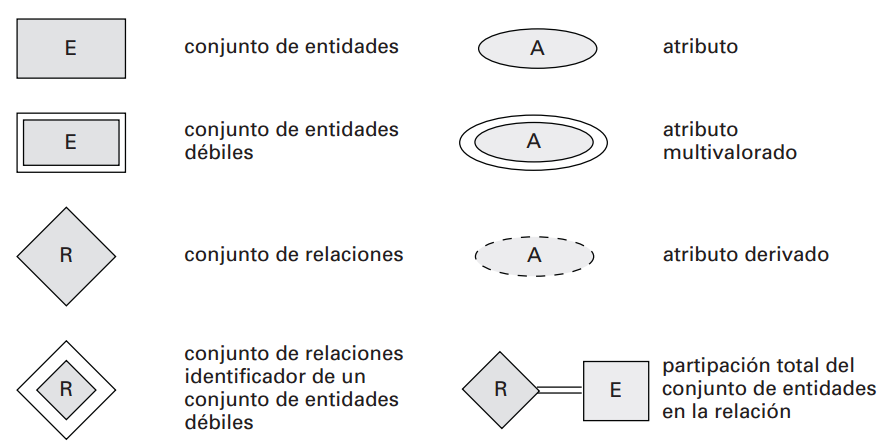 E
conjunto de entidades
A
atributo
E
conjunto de entidades
débiles
A
atributo
multivalorado
R
conjunto de relaciones
A
atributo derivado
R
conjunto de relaciones
identificador de un
conjunto de entidades
débiles
R
E
partipación total del
conjunto de entidades
en la relación